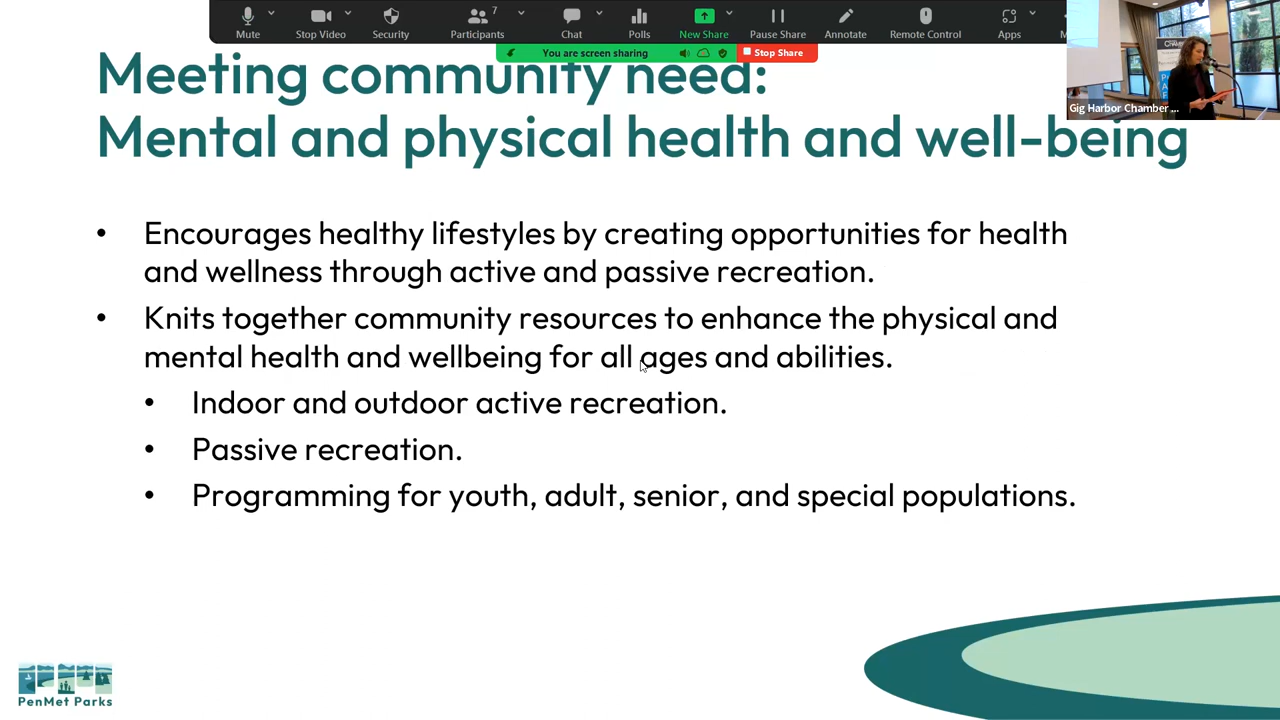 7
Mute
Stop Video
Security
Participants
Chat
Polls
New Share
Pause Share
Annotate
Remote Control
Apps
You are screen sharing
Stop Share
Gig Harbor Chamber ...
Meeting community need:
Mental and physical health and well-being
• Encourages healthy lifestyles by creating opportunities for health
and wellness through active and passive recreation.
• Knits together community resources to enhance the physical and
mental health and wellbeing for all ages and abilities.
• Indoor and outdoor active recreation.
• Passive recreation.
• Programming for youth, adult, senior, and special populations.
PenMet Parks